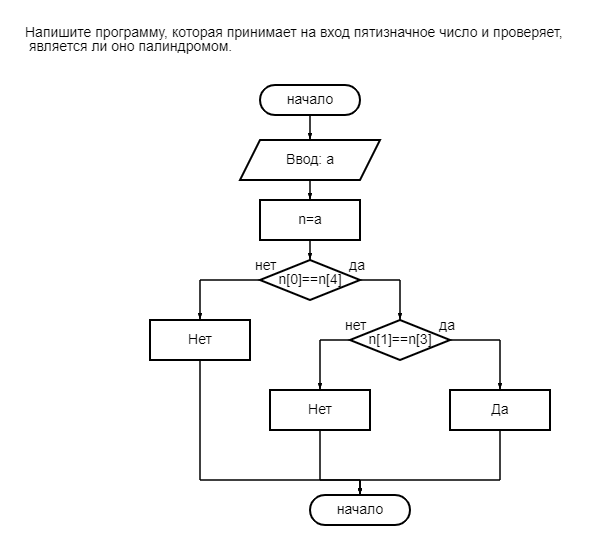 Напишите программу, которая принимает на вход пятизначное число и проверяет,
является ли оно палиндромом.
начало
Ввод: a
n=a
нет
да
n[0]==n[4]
Нет
нет
да
n[1]==n[3]
Нет
Да
начало